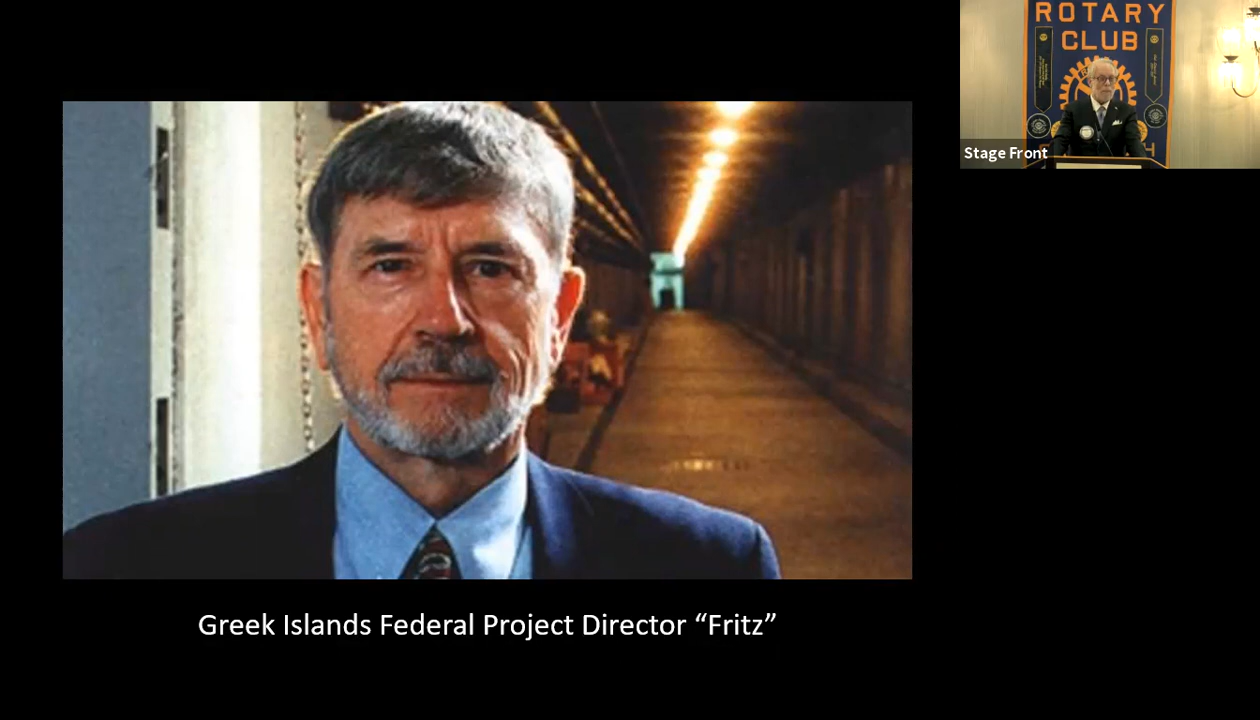 ROTARY
CLUB
Stage Front
Greek Islands Federal Project Director “Fritz”